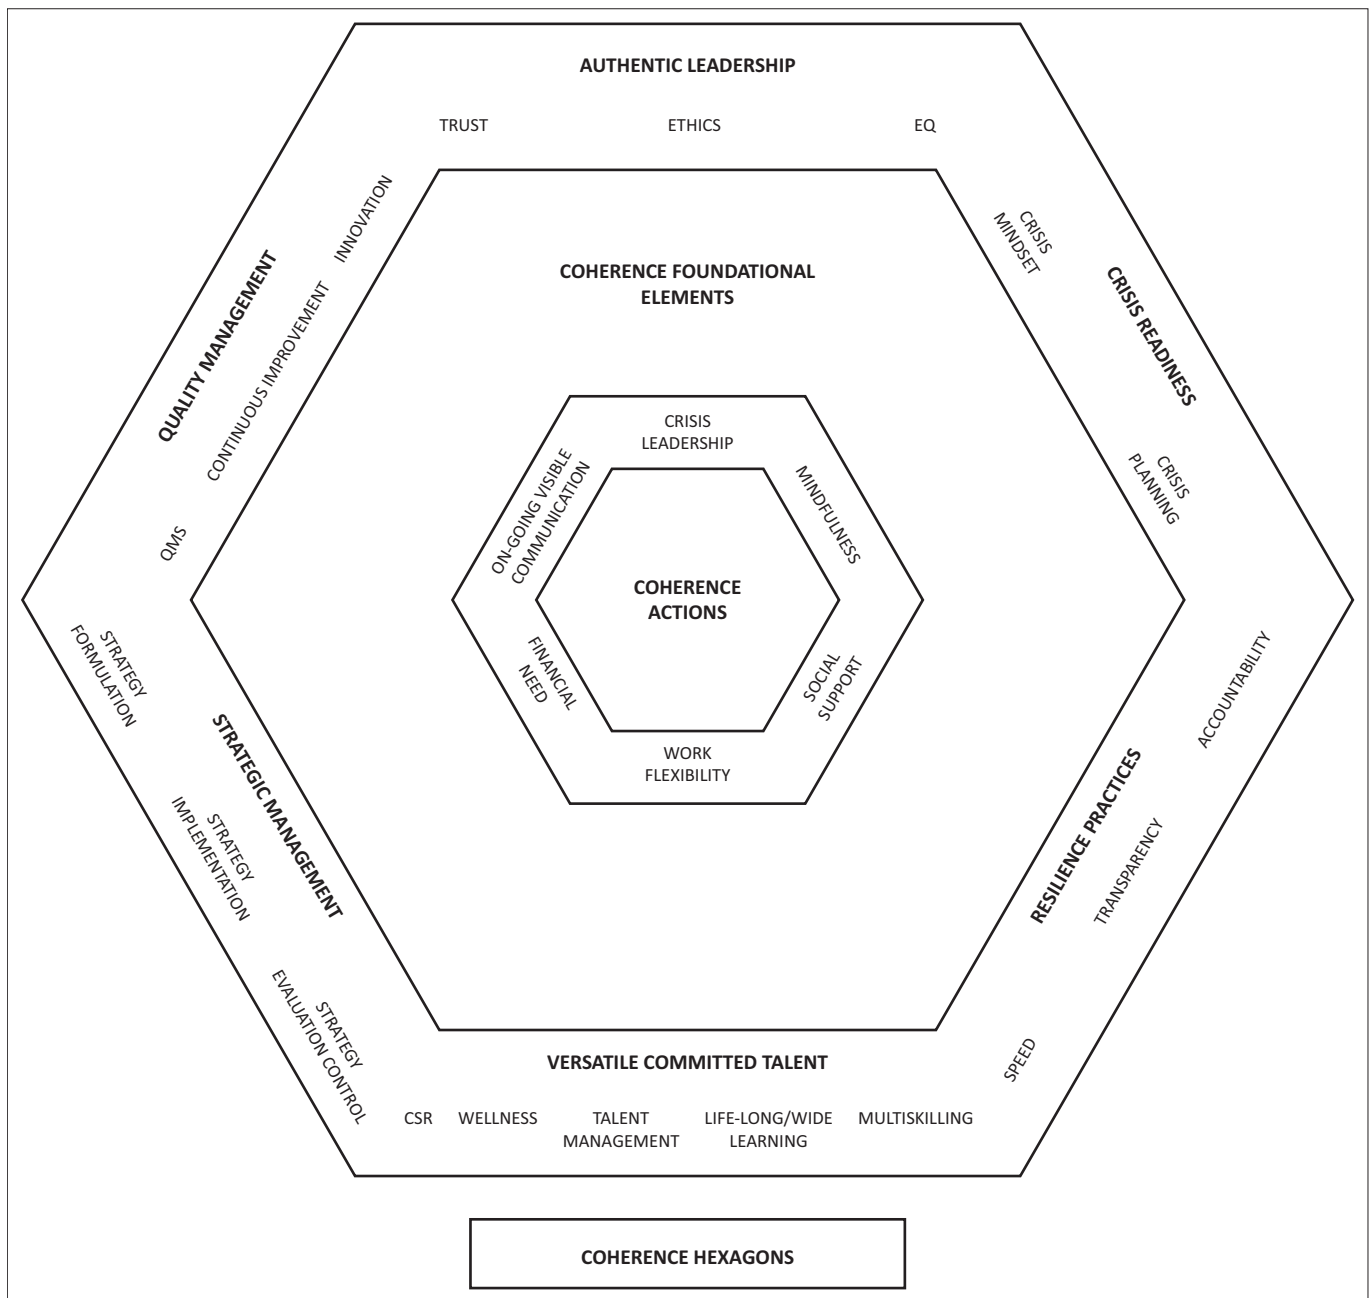 AUTHENTIC LEADERSHIP
TRUST
ETHICS
EQ
INNOVATION
CONTINUOUS IMPROVEMENT
QMS
QUALITY MANAGEMENT
CRISIS
MINDSET
CRISIS READINESS
CRISIS
PLANNING
COHERENCE FOUNDATIONAL
ELEMENTS
CRISIS
LEADERSHIP
ON-GOING VISIBLE
COMMUNICATION
MINDFULNESS
COHERENCE
ACTIONS
FINANCIAL
NEED
SOCIAL
SUPPORT
WORK
FLEXIBILITY
STRATEGY
FORMULATION
STRATEGIC MANAGEMENT
STRATEGY
IMPLEMENTATION
STRATEGY
EVALUATION CONTROL
ACCOUNTABILITY
RESILIENCE PRACTICES
TRANSPARENCY
SPEED
VERSATILE COMMITTED TALENT
CSR
WELLNESS
TALENT
MANAGEMENT
LIFE-LONG/WIDE
LEARNING
MULTISKILLING
COHERENCE HEXAGONS